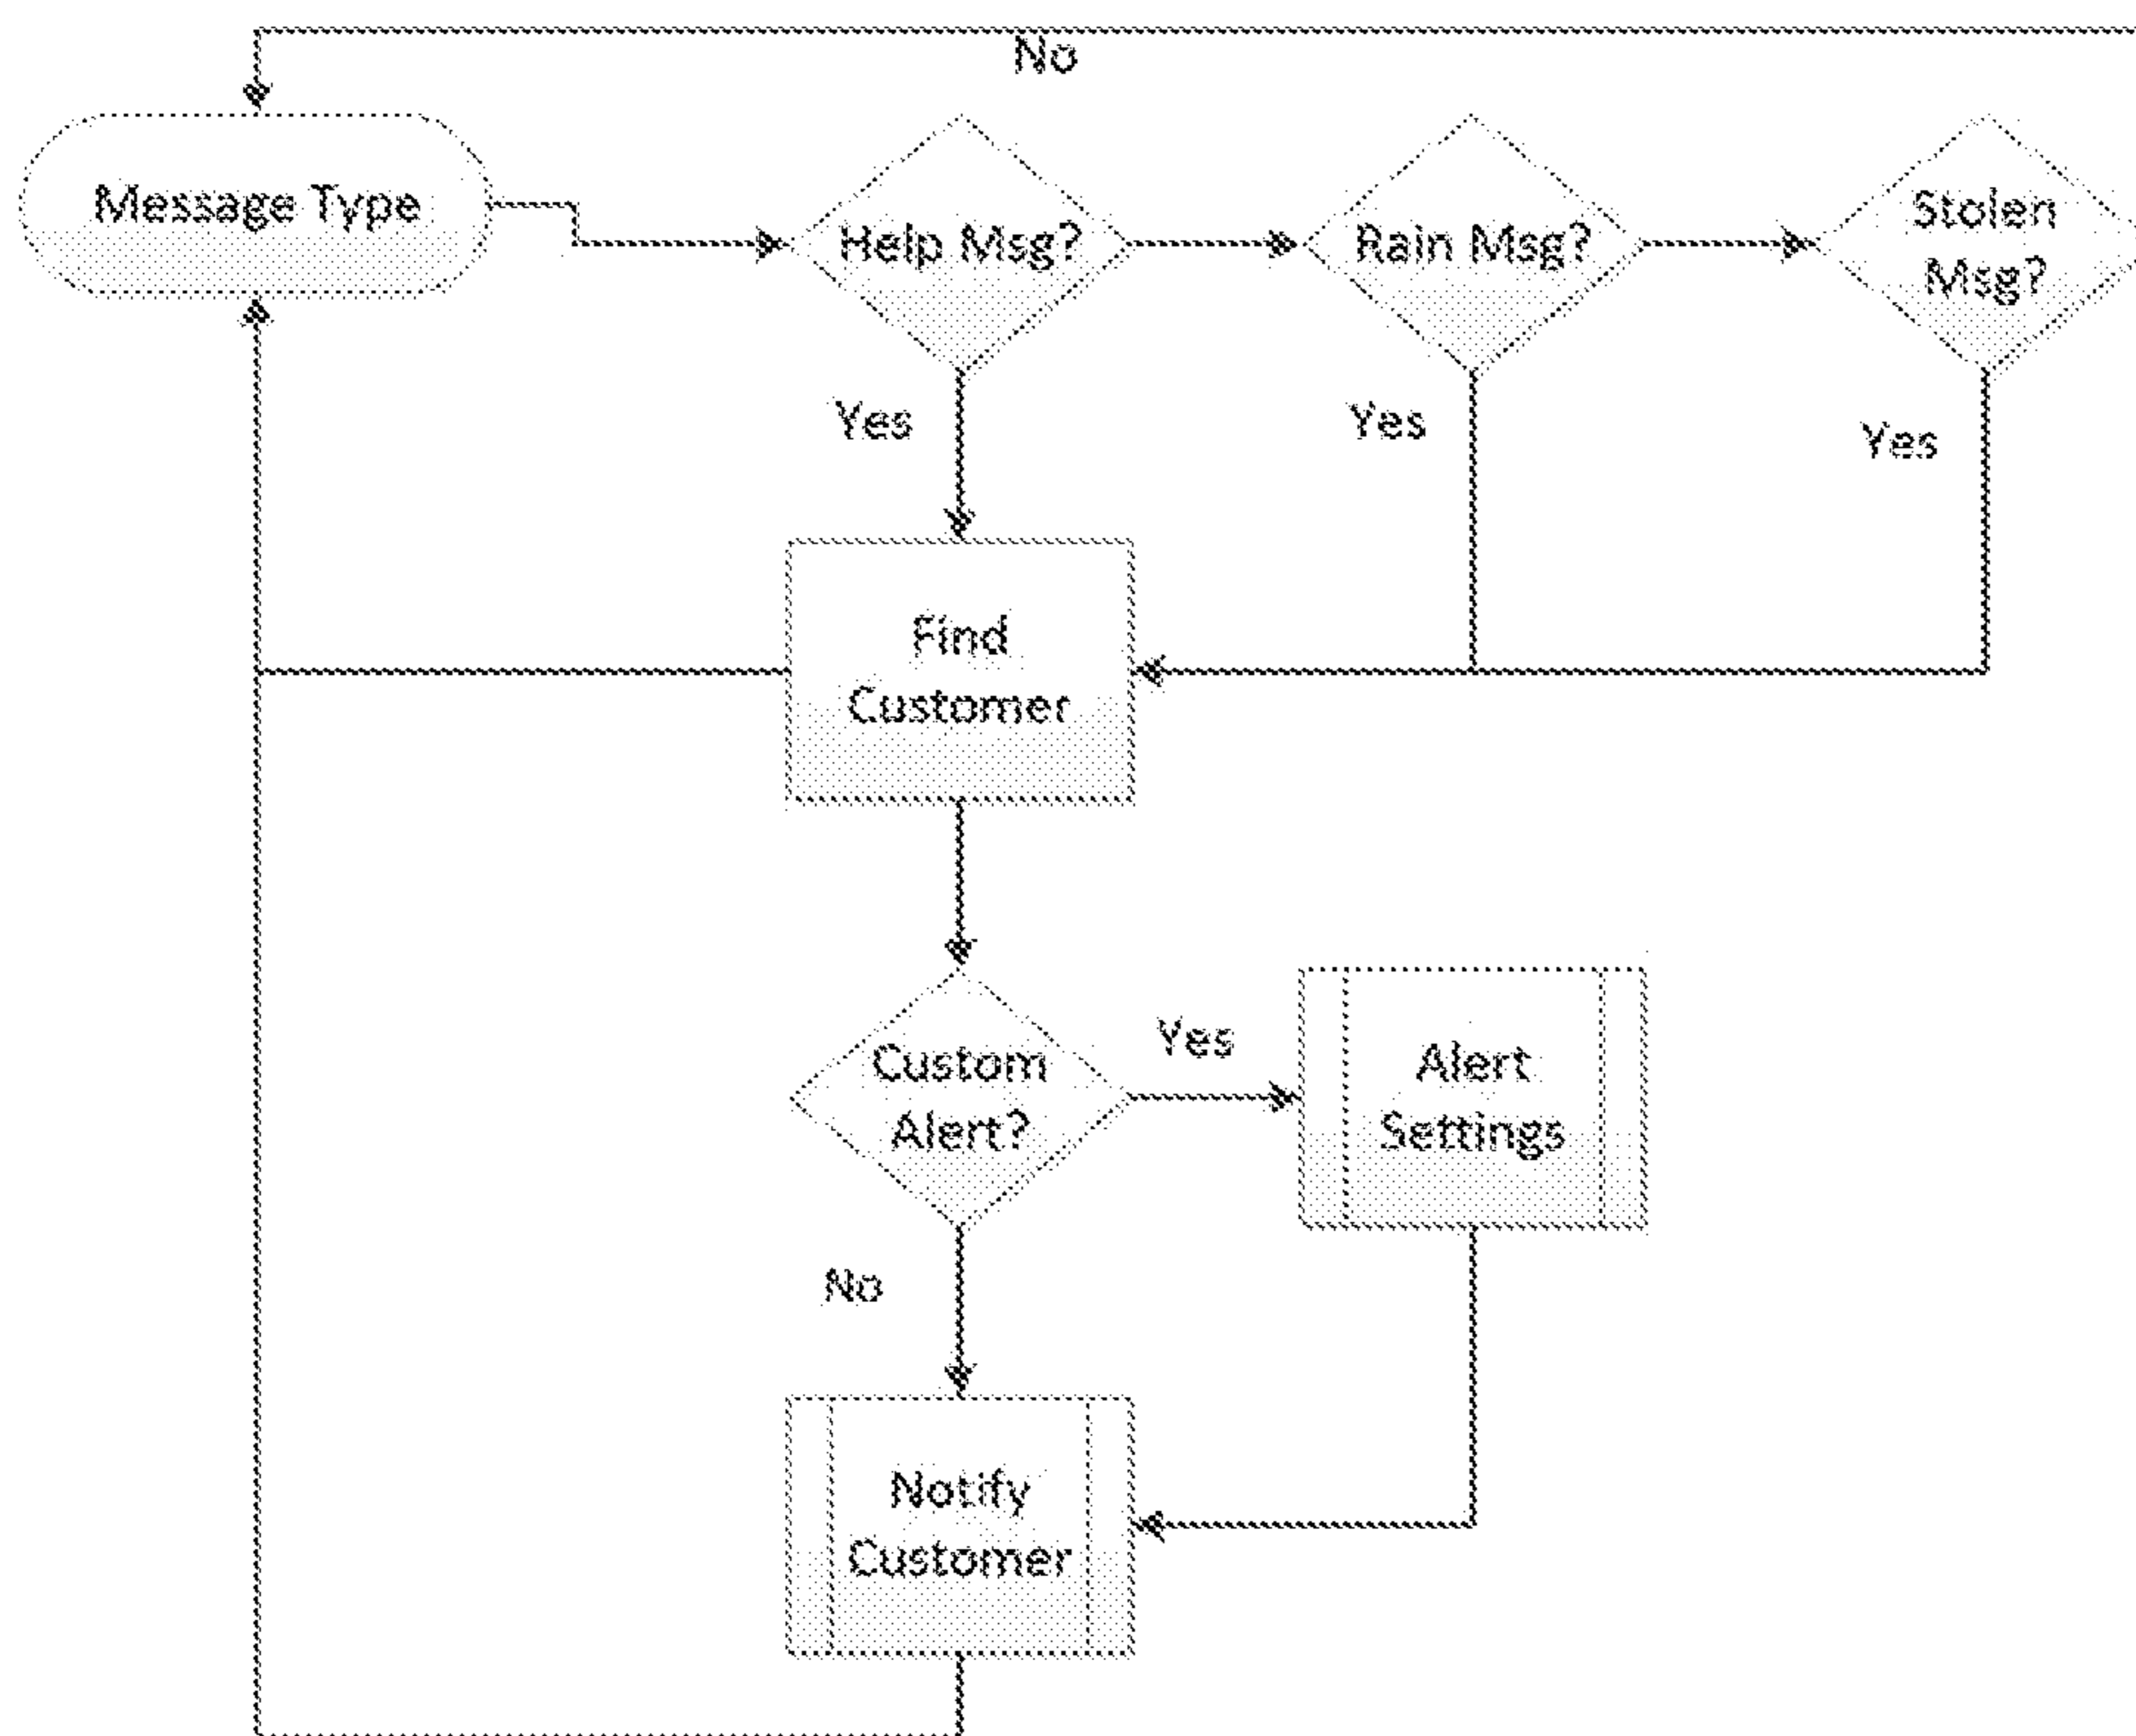 No
Message Type
Help Msg?
Rain Msg?
Stolen
Msg?
Yes
Yes
Yes
Find
Customer
Custom
Alert?
Yes
Alert
Settings
No
Notify
Customer